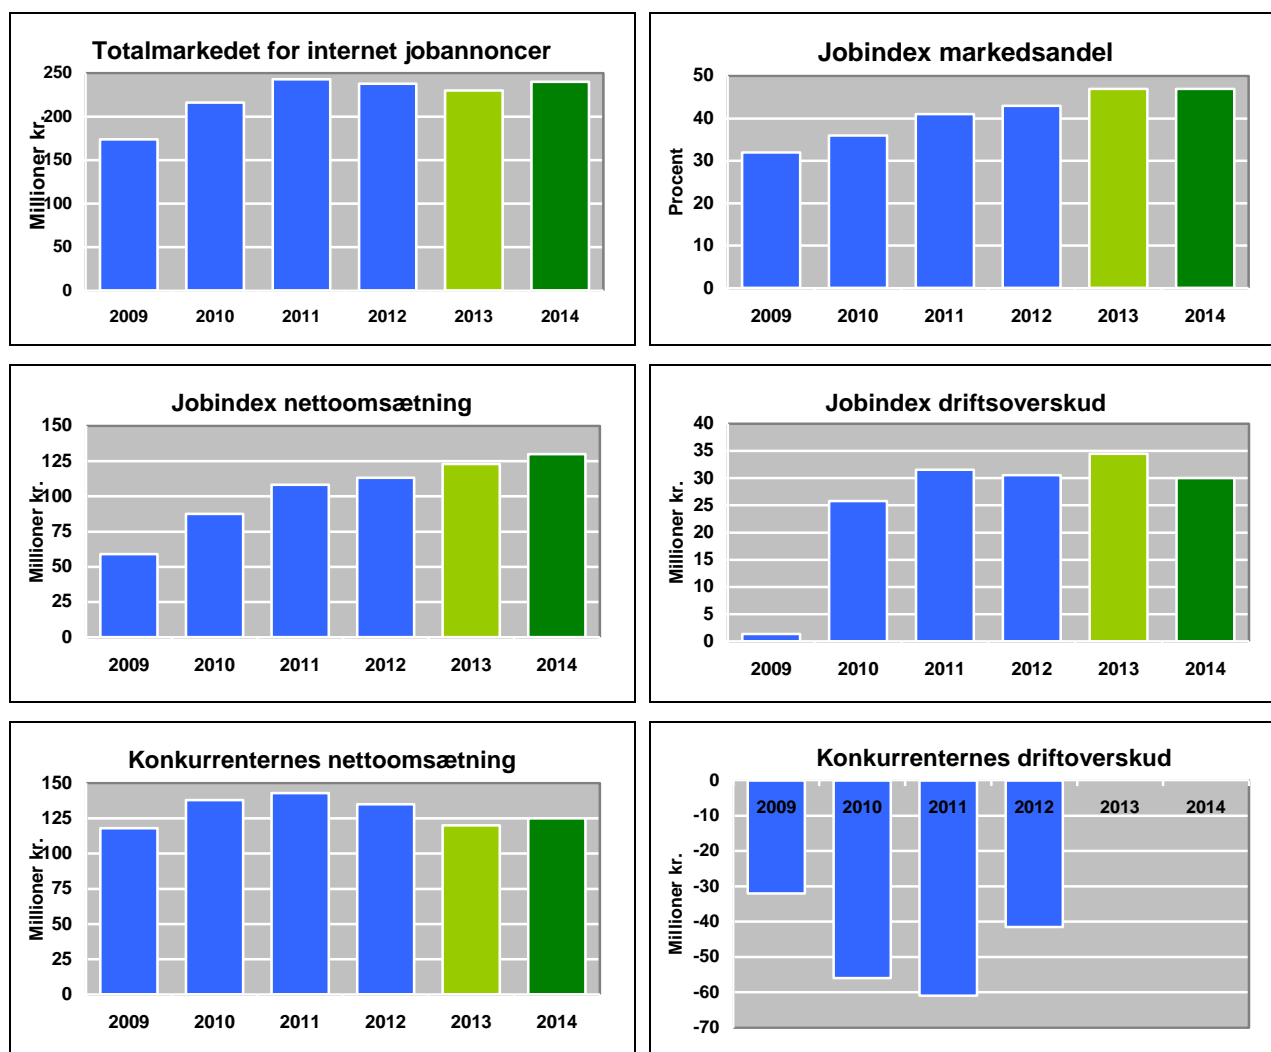 Totalmarkedet for internet jobannoncer
Millioner kr.
250
200
150
100
50
0
2009 2010 2011 2012 2013 2014
Jobindex markedsandel
Procent
50
40
30
20
10
0
2009 2010 2011 2012 2013 2014
Jobindex nettoomsætning
Millioner kr.
150
125
100
75
50
25
0
2009 2010 2011 2012 2013 2014
Jobindex driftsoverskud
Millioner kr.
40
35
30
25
20
15
10
5
0
2009 2010 2011 2012 2013 2014
Konkurrenternes nettoomsætning
Millioner kr.
150
125
100
75
50
25
0
2009 2010 2011 2012 2013 2014
Konkurrenternes driftoverskud
Millioner kr.
0
2009 2010 2011 2012 2013 2014
-10
-20
-30
-40
-50
-60
-70